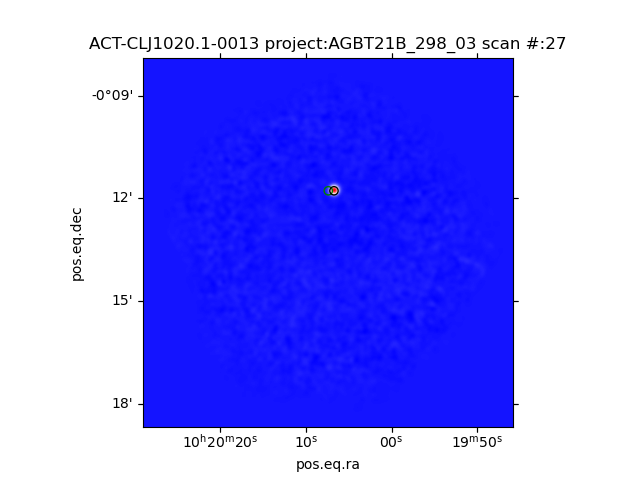 ACT-CLJ1020.1-0013 project:AGBT21B_298_03 scan #:27
-0°09'
12'
15'
18'
pos.eq.dec
10ʰ20ᵐ20ˢ 10ˢ 00ˢ 19ᵐ50ˢ
pos.eq.ra